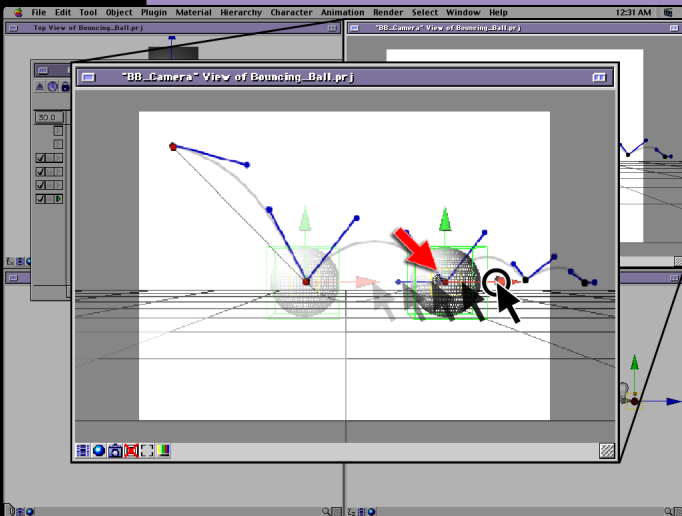 File Edit Tool Object Plugin Material Hierarchy Character Animation Render Select Window Help 12:31 AM
Top View of Bouncing_Ball.prj
"BB_Camera" View of Bouncing_Ball.prj
"BB_Camera" View of Bouncing_Ball.prj
30.0